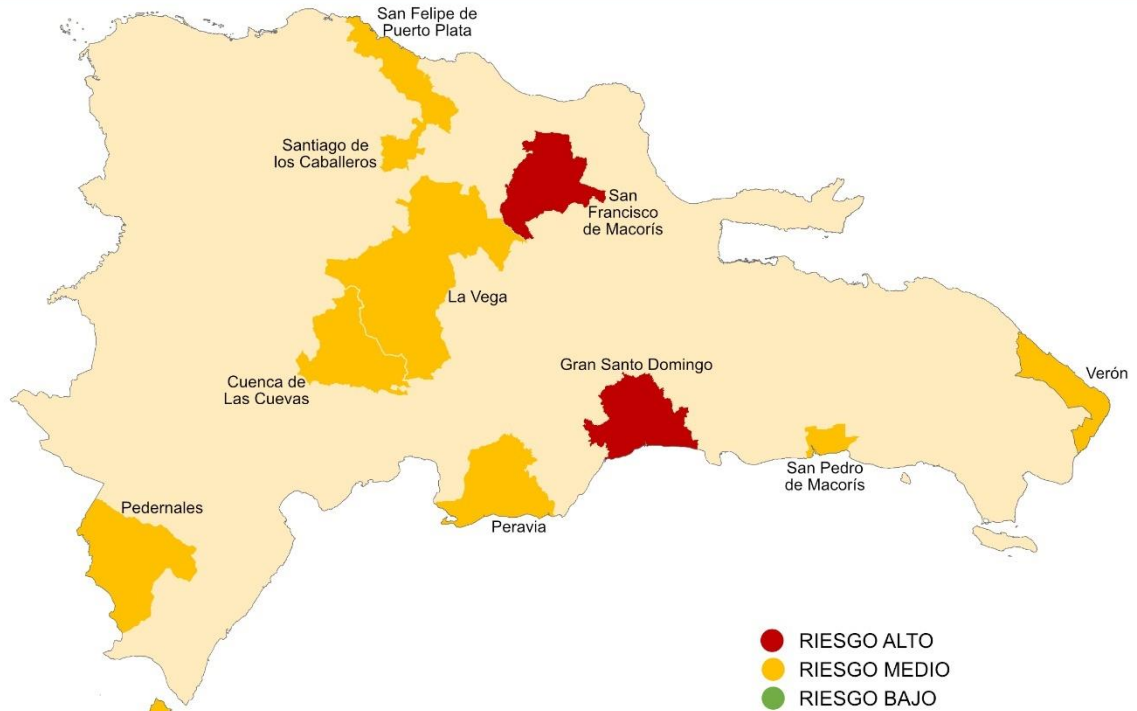 San Felipe de
Puerto Plata
Santiago de
los Caballeros
San
Francisco
de Macorís
La Vega
Cuenca de
Las Cuevas
Gran Santo Domingo
Verón
San Pedro
de Macorís
Pedernales
Peravia
RIESGO ALTO
RIESGO MEDIO
RIESGO BAJO